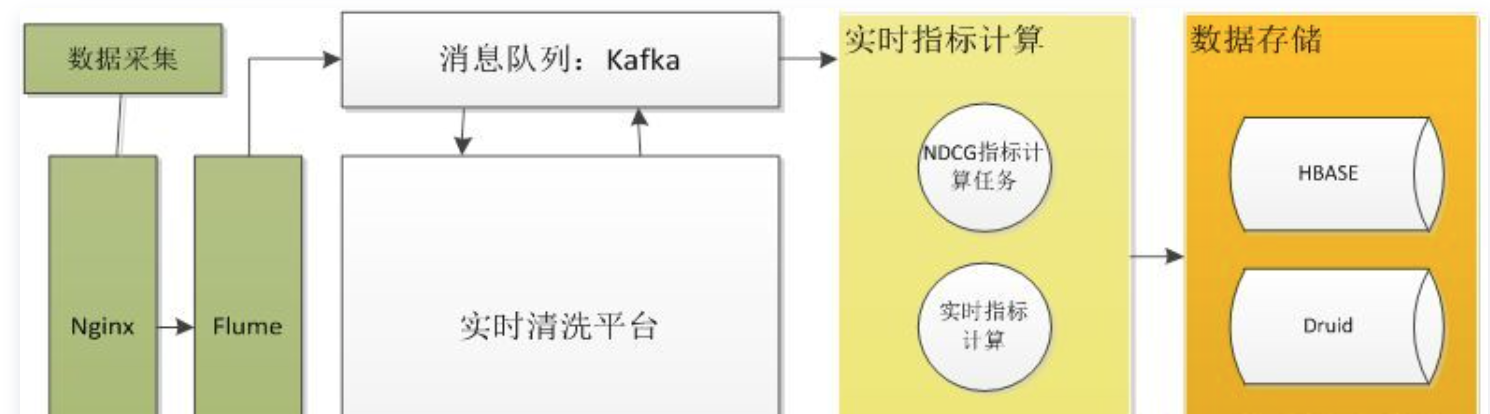 数据采集
消息队列：Kafka
实时指标计算
数据存储
NDCG指标计
算任务
HBASE
Nginx
Flume
实时清洗平台
实时指标
计算
Druid